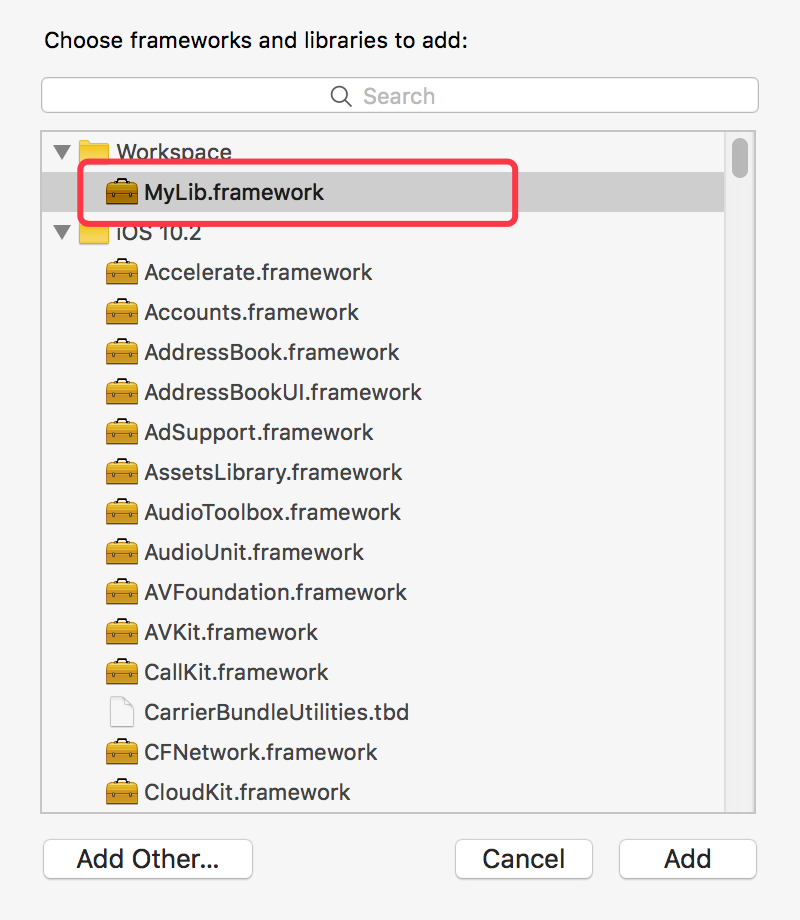 Choose frameworks and libraries to add:
Search
Workspace
MyLib.framework
iOS 10.2
Accelerate.framework
Accounts.framework
AddressBook.framework
AddressBookUI.framework
AdSupport.framework
AssetsLibrary.framework
AudioToolbox.framework
AudioUnit.framework
AVFoundation.framework
AVKit.framework
CallKit.framework
CarrierBundleUtilities.tbd
CFNetwork.framework
CloudKit.framework
Add Other... Cancel Add